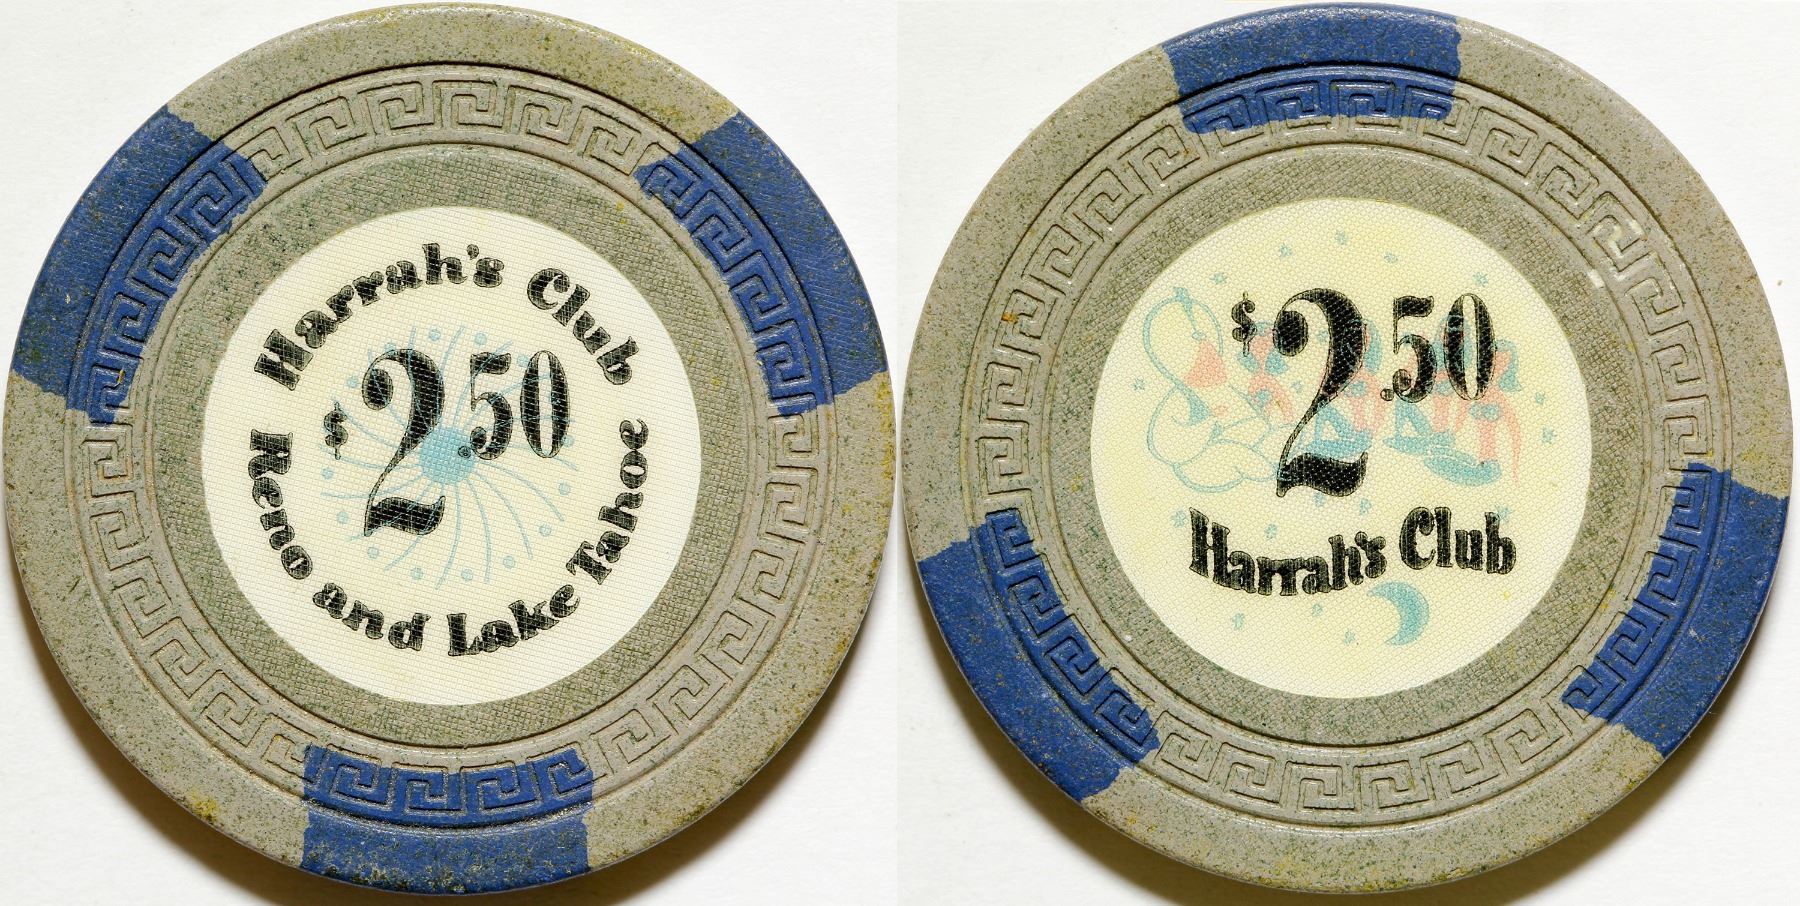 Harrah's Club
$2.50
Reno and Lake Tahoe
$2.50
Harrah's Club